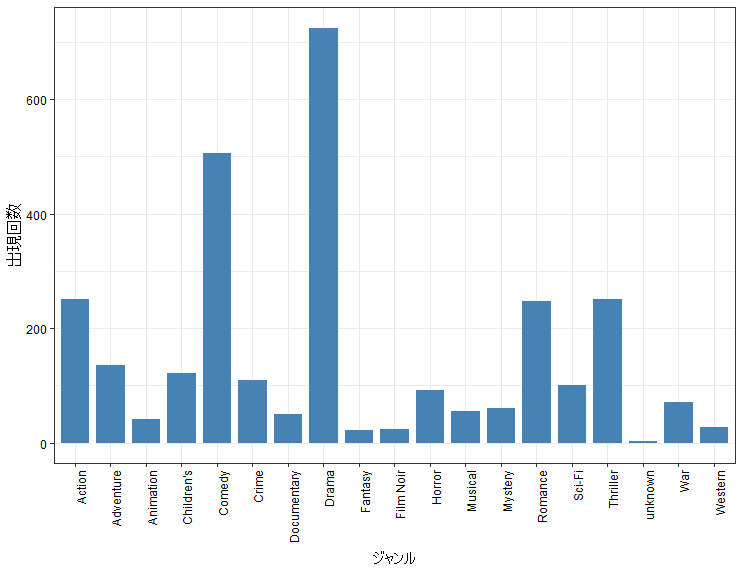 出現回数
600
400
200
0
Action
Adventure
Animation
Children's
Comedy
Crime
Documentary
Drama
Fantasy
Film Noir
Horror
Musical
Mystery
Romance
Sci-Fi
Thriller
unknown
War
Western
ジャンル